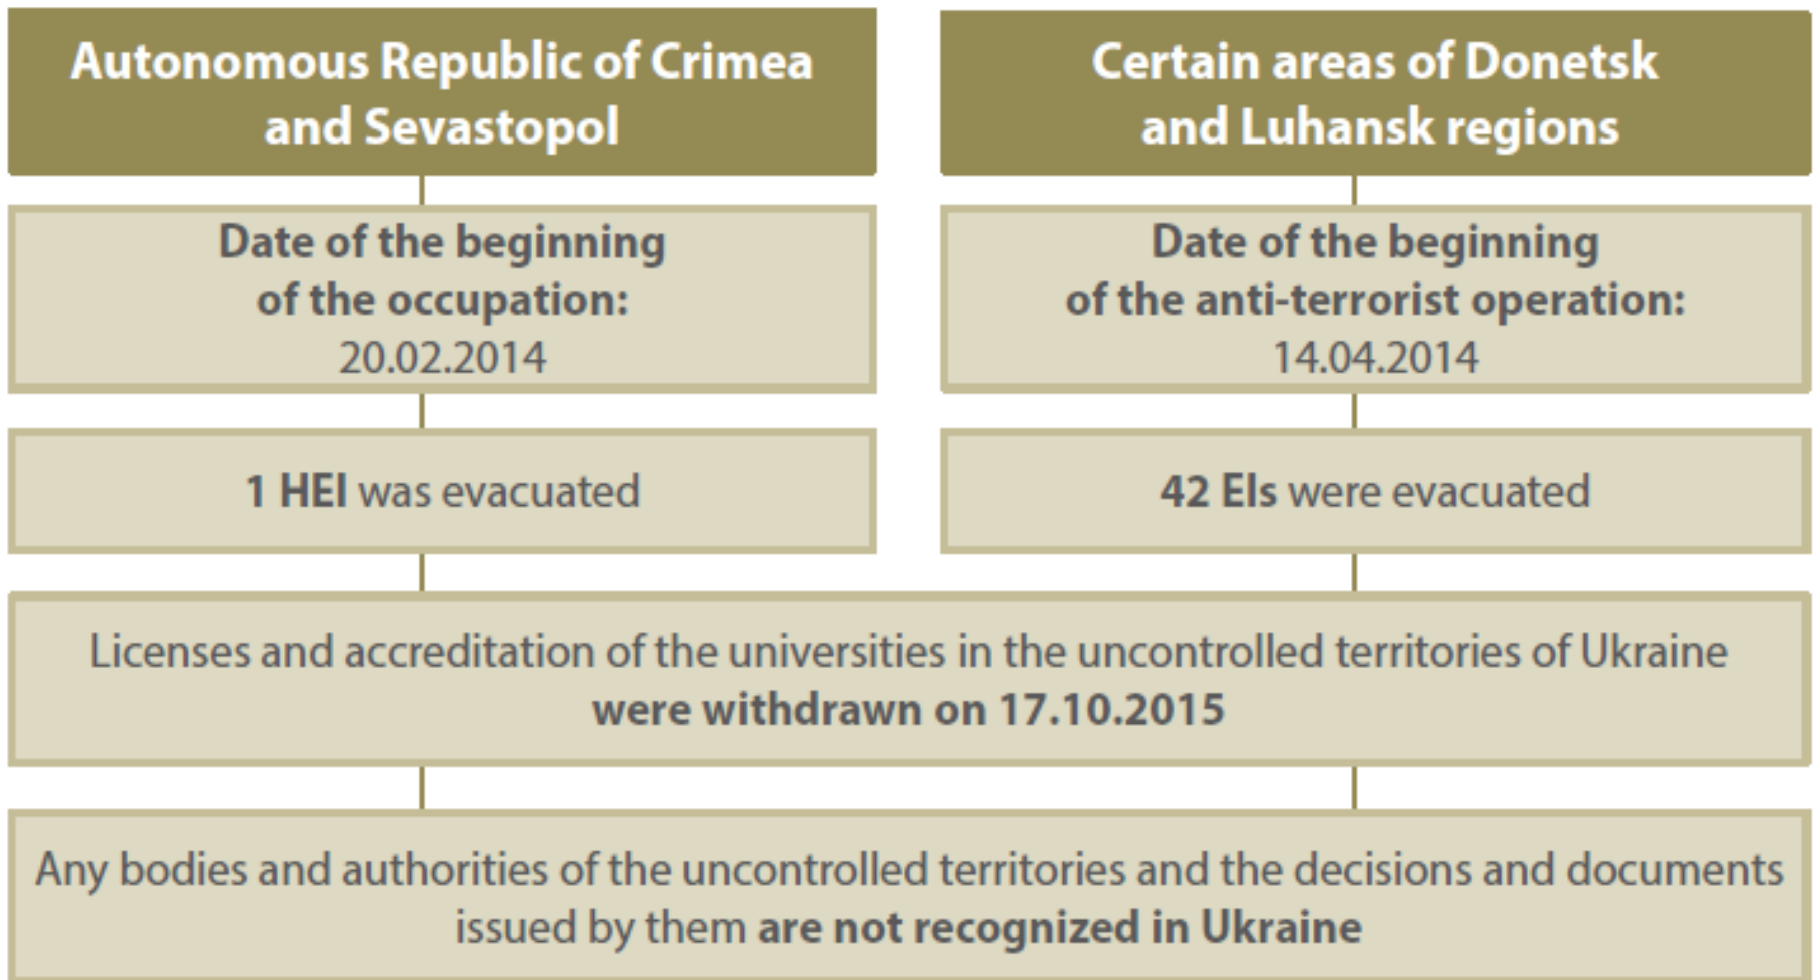 Autonomous Republic of Crimea
and Sevastopol
Date of the beginning
of the occupation:
20.02.2014
1 HEI was evacuated
Certain areas of Donetsk
and Luhansk regions
Date of the beginning
of the anti-terrorist operation:
14.04.2014
42 EIs were evacuated
Licenses and accreditation of the universities in the uncontrolled territories of Ukraine
were withdrawn on 17.10.2015
Any bodies and authorities of the uncontrolled territories and the decisions and documents
issued by them are not recognized in Ukraine